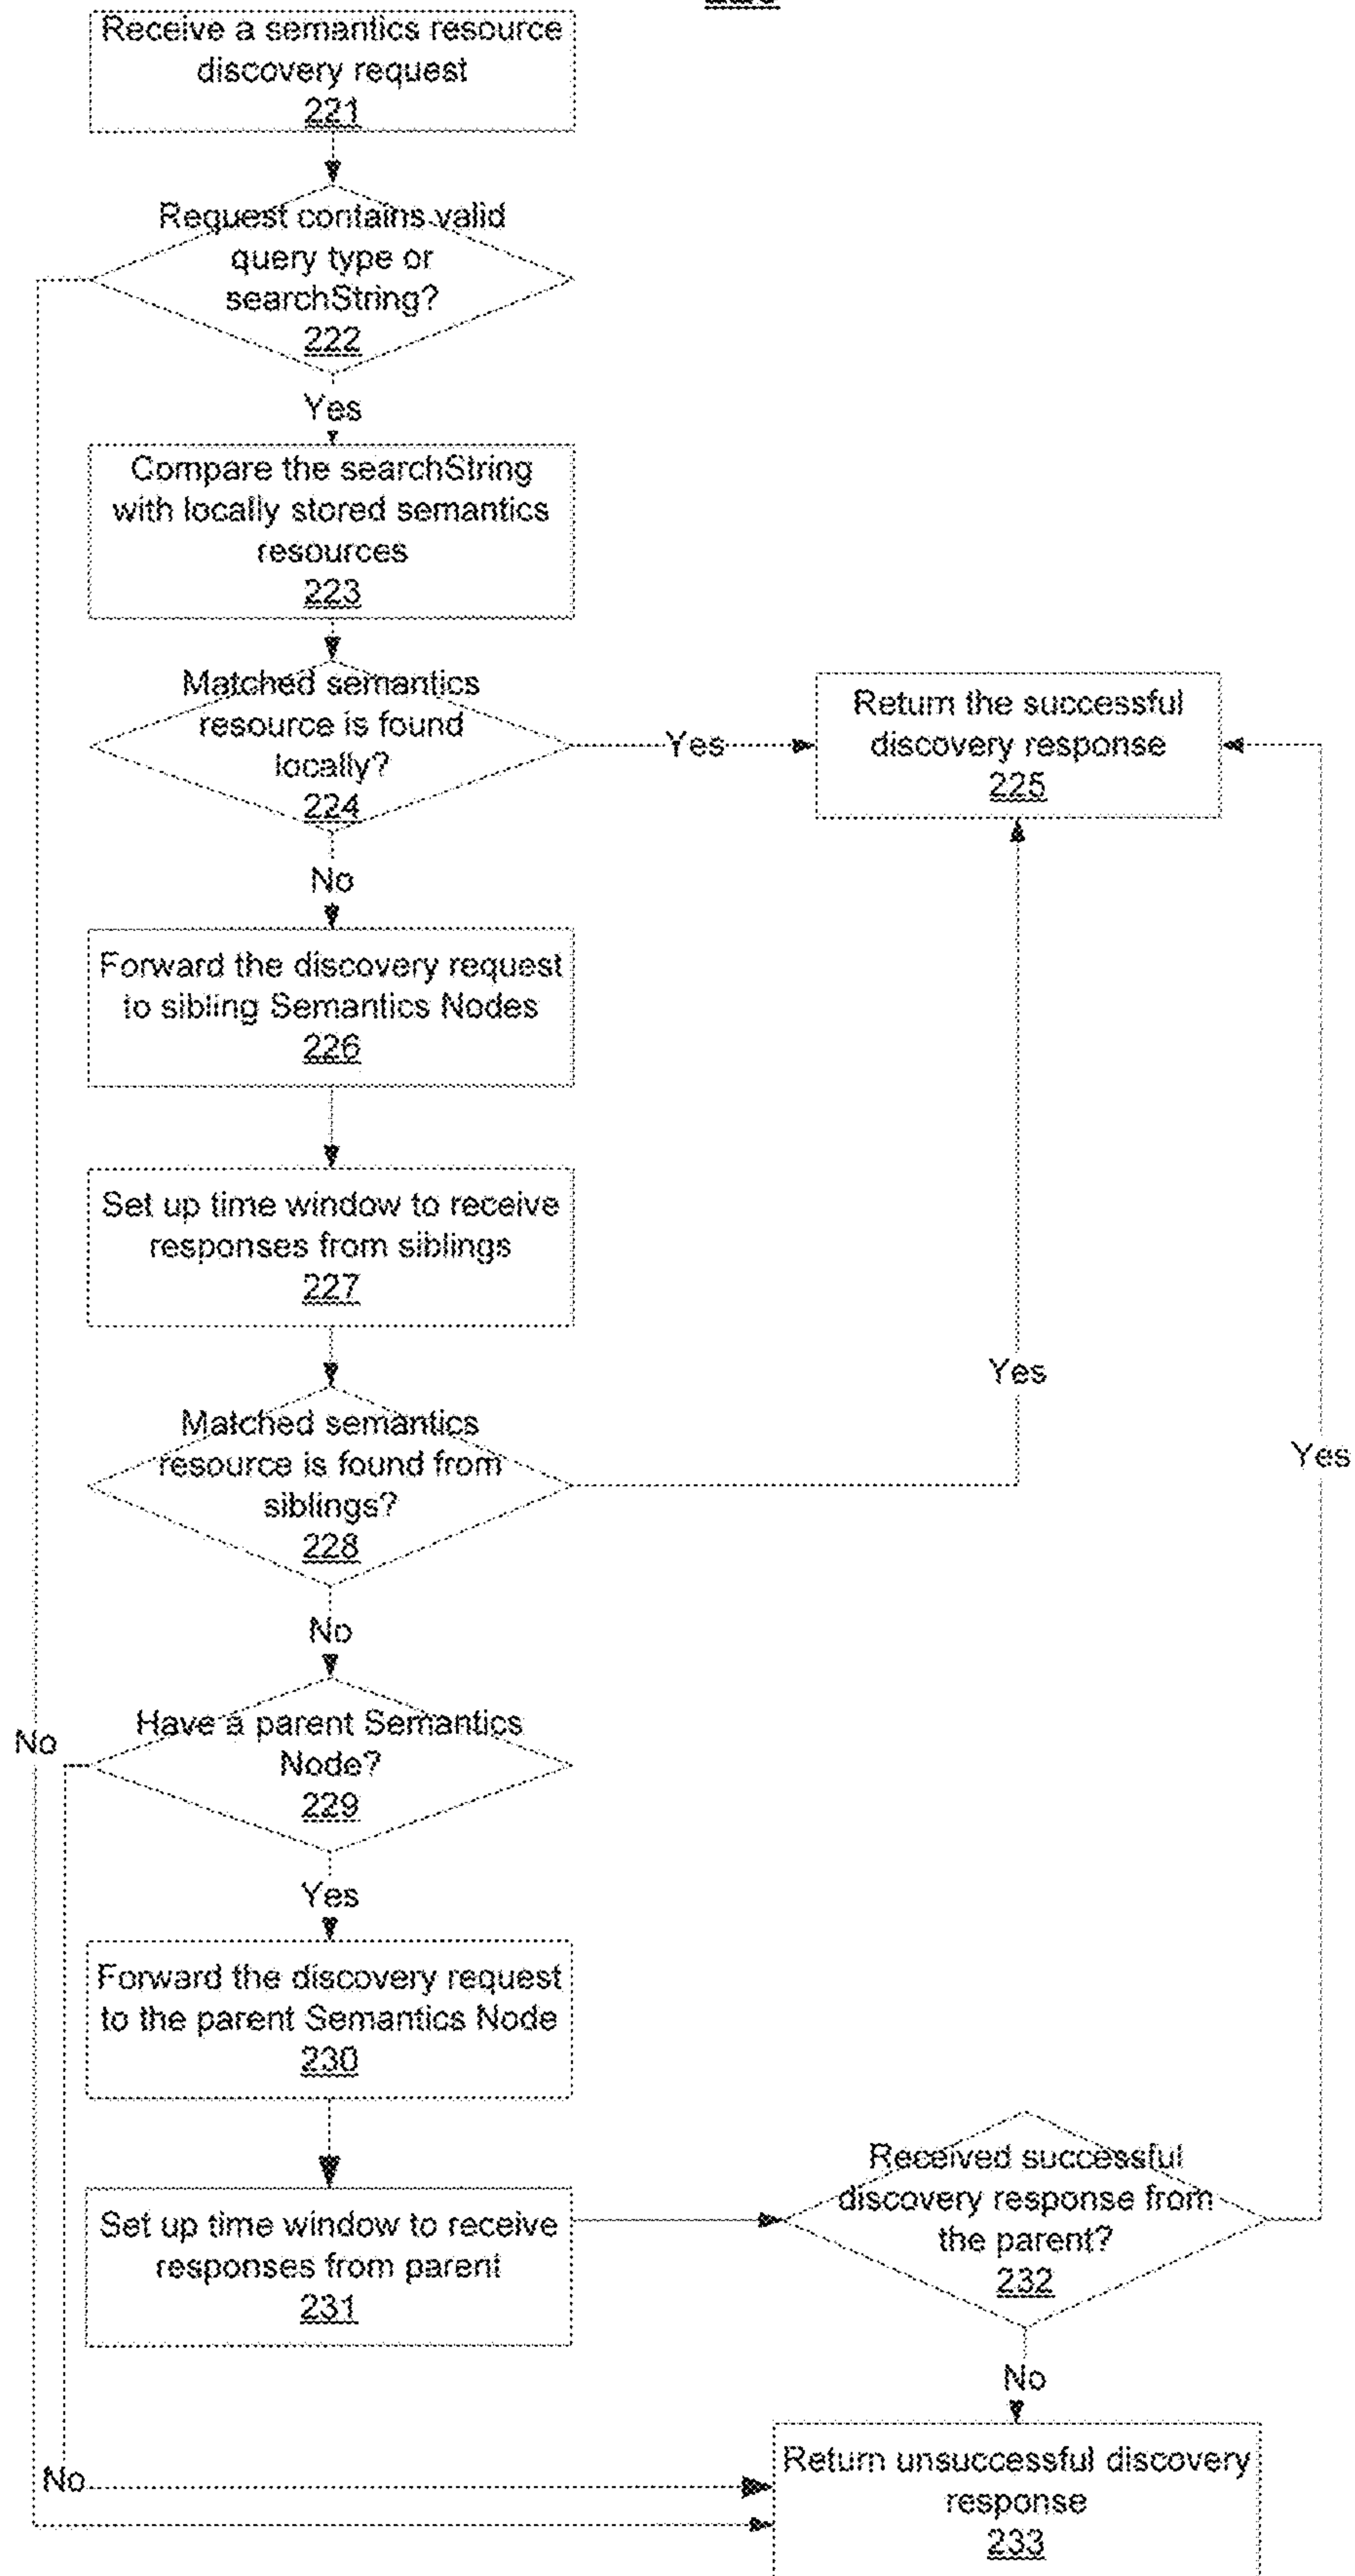 Receive a semantics resource
discovery request
221
Request contains valid
query type or
searchString?
222
Yes
Compare the searchString
with locally stored semantics
resources
223
Matched semantics
resource is found
locally?
224
Yes
Return the successful
discovery response
225
No
Forward the discovery request
to sibling Semantics Nodes
226
Set up time window to receive
responses from siblings
227
Yes
Matched semantics
resource is found from
siblings?
228
Yes
No
Have a parent Semantics
Node?
229
No
Yes
Forward the discovery request
to the parent Semantics Node
230
Received successful
discovery response from
the parent?
232
Set up time window to receive
responses from parent
231
No
No
Return unsuccessful discovery
response
233